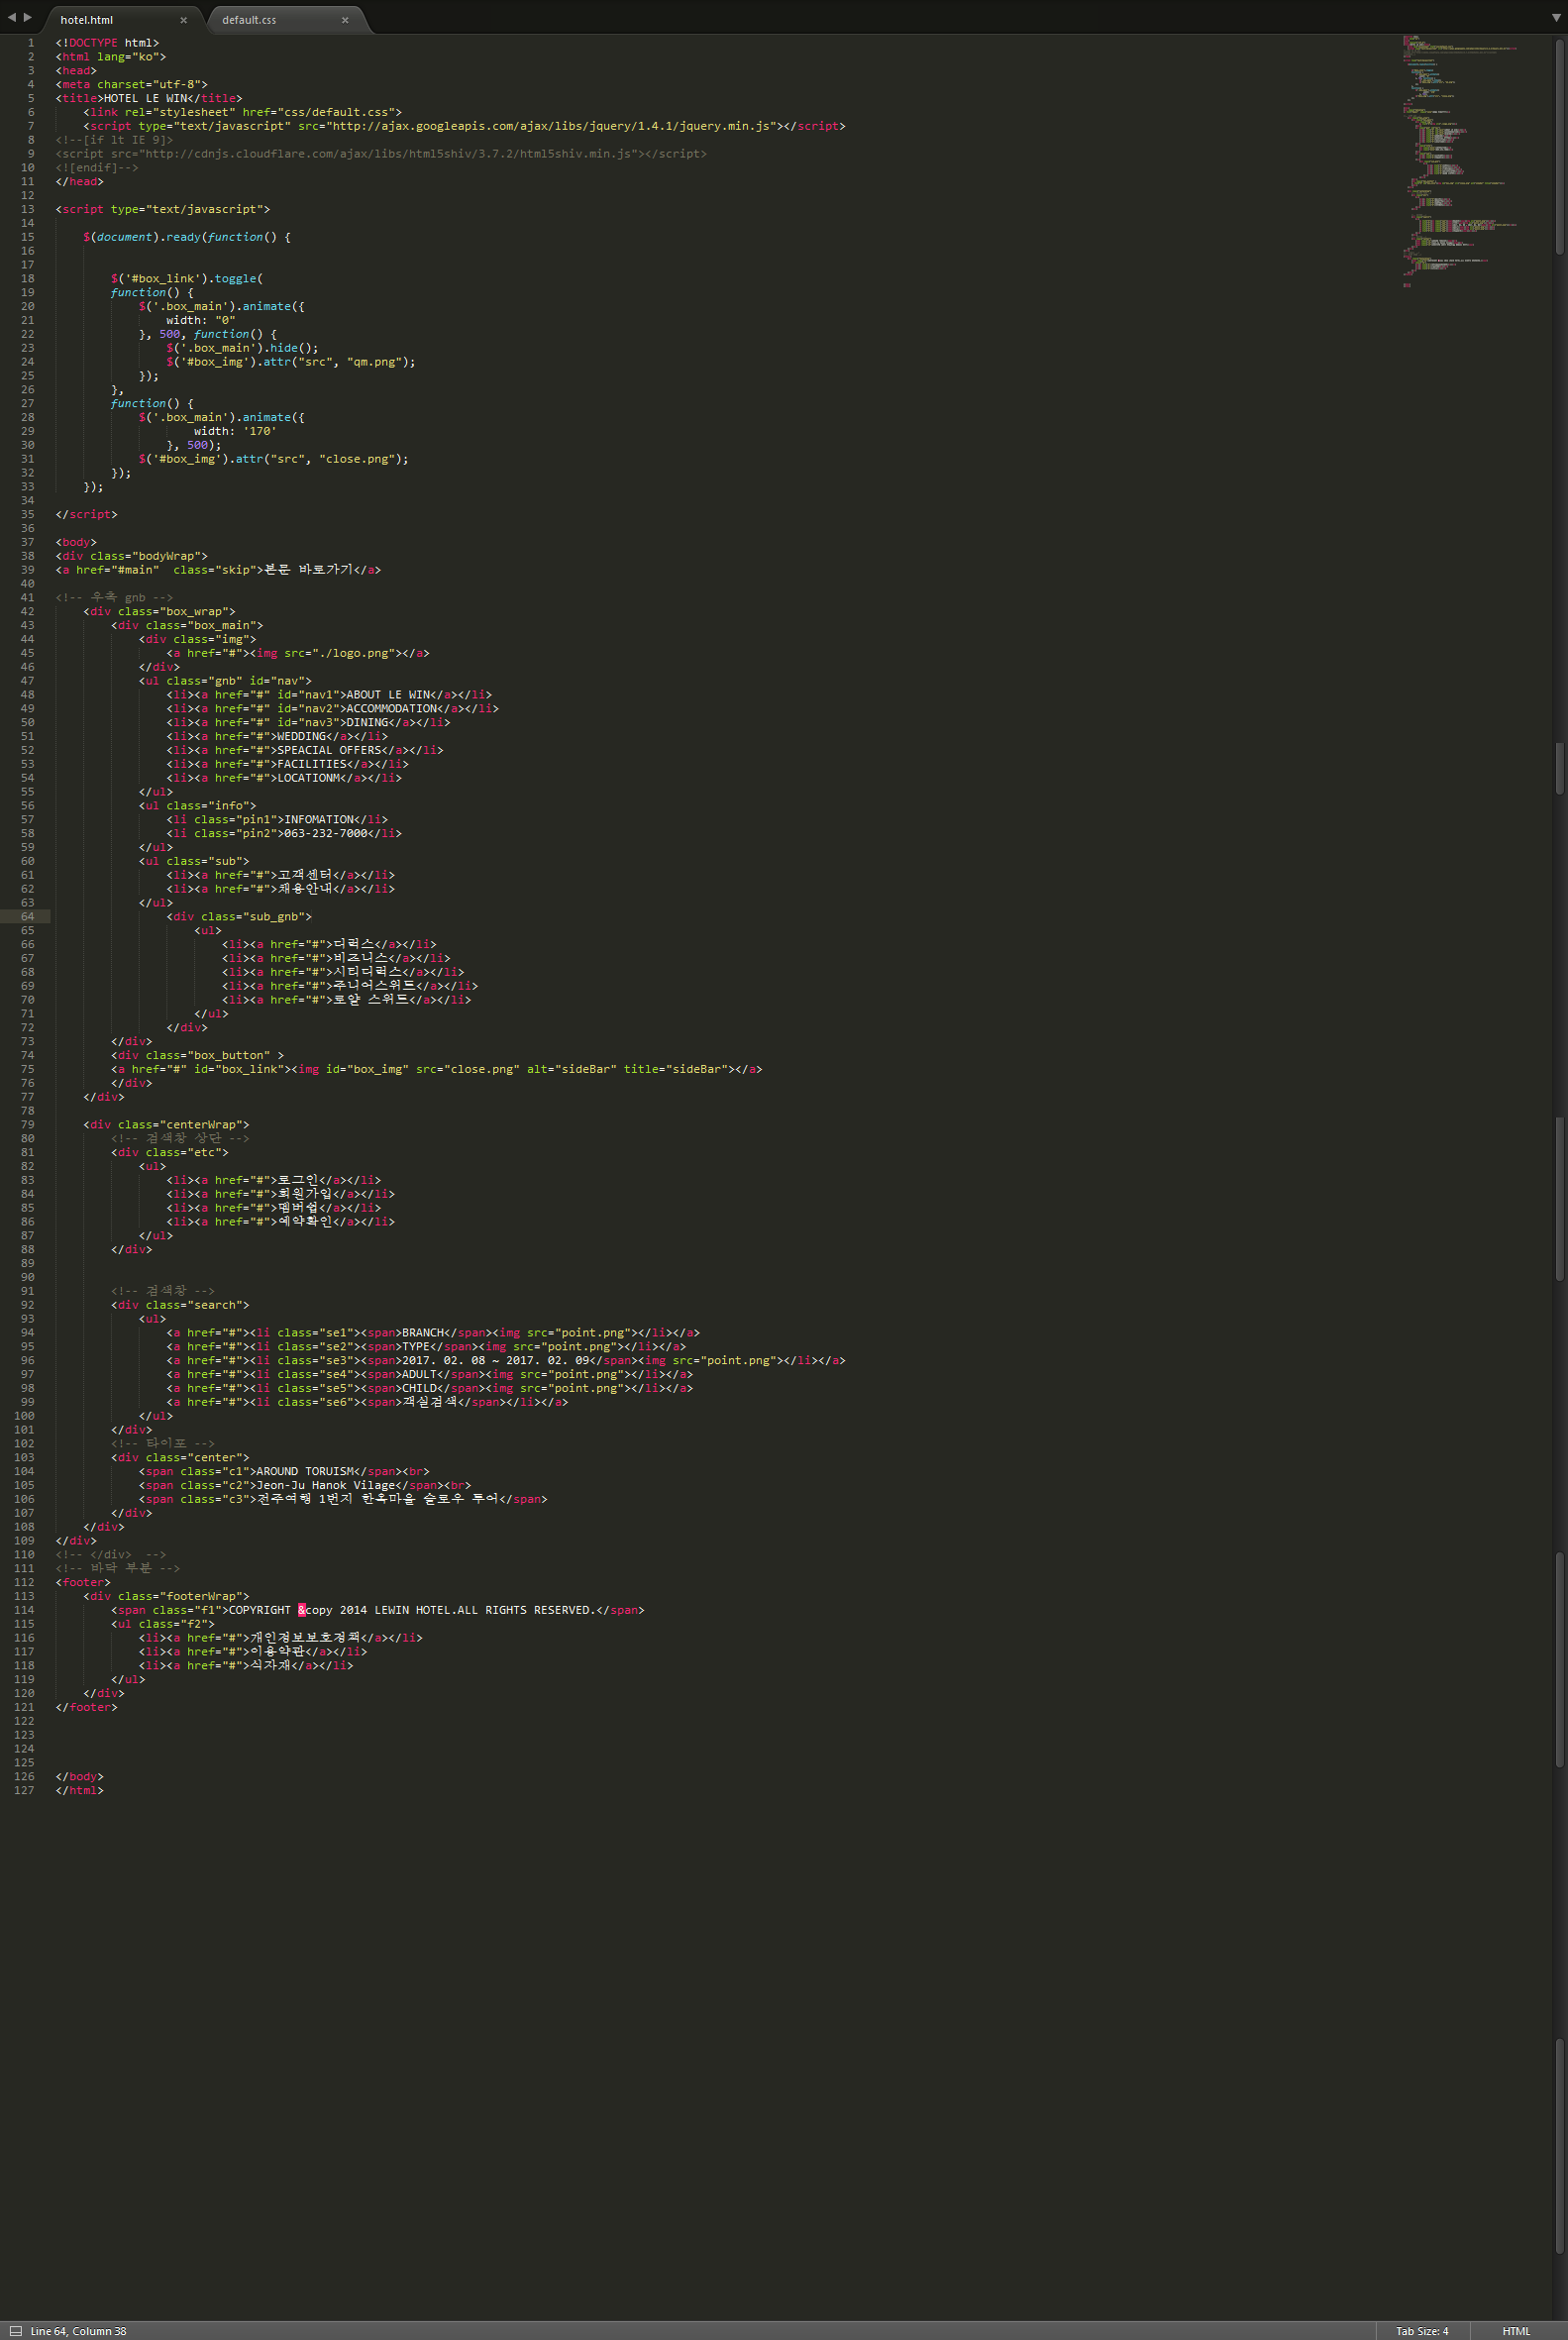 hotel.html × default.css ×
1 <!DOCTYPE html>
2 <html lang="ko">
3 <head>
4 <meta charset="utf-8">
5 <title>HOTEL LE WIN</title>
6 <link rel="stylesheet" href="css/default.css">
7 <script type="text/javascript" src="http://ajax.googleapis.com/ajax/libs/jquery/1.4.1/jquery.min.js"></script>
8 <!--[if lt IE 9]>
9 <script src="http://cdnjs.cloudflare.com/ajax/libs/html5shiv/3.7.2/html5shiv.min.js"></script>
10 <![endif]-->
11 </head>
12
13 <script type="text/javascript">
14
15 $(document).ready(function() {
16
17
18 $('#box_link').toggle(
19 function() {
20 $('.box_main').animate({
21 width: "0"
22 }, 500, function() {
23 $('.box_main').hide();
24 $('#box_img').attr("src", "qm.png");
25 });
26 },
27 function() {
28 $('.box_main').animate({
29 width: '170'
30 }, 500);
31 $('#box_img').attr("src", "close.png");
32 });
33 });
34
35 </script>
36
37 <body>
38 <div class="bodyWrap">
39 <a href="#main"  class="skip">본문 바로가기</a>
40
41 <!-- 우측 gnb -->
42 <div class="box_wrap">
43 <div class="box_main">
44 <div class="img">
45 <a href="#"><img src="./logo.png"></a>
46 </div>
47 <ul class="gnb" id="nav">
48 <li><a href="#" id="nav1">ABOUT LE WIN</a></li>
49 <li><a href="#" id="nav2">ACCOMMODATION</a></li>
50 <li><a href="#" id="nav3">DINING</a></li>
51 <li><a href="#">WEDDING</a></li>
52 <li><a href="#">SPEACIAL OFFERS</a></li>
53 <li><a href="#">FACILITIES</a></li>
54 <li><a href="#">LOCATIONM</a></li>
55 </ul>
56 <ul class="info">
57 <li class="pin1">INFOMATION</li>
58 <li class="pin2">063-232-7000</li>
59 </ul>
60 <ul class="sub">
61 <li><a href="#">고객센터</a></li>
62 <li><a href="#">채용안내</a></li>
63 </ul>
64 <div class="sub_gnb">
65 <ul>
66 <li><a href="#">디럭스</a></li>
67 <li><a href="#">비즈니스</a></li>
68 <li><a href="#">시티디럭스</a></li>
69 <li><a href="#">주니어스위트</a></li>
70 <li><a href="#">로얄 스위트</a></li>
71 </ul>
72 </div>
73 </div>
74 <div class="box_button" >
75 <a href="#" id="box_link"><img id="box_img" src="close.png" alt="sideBar" title="sideBar"></a>
76 </div>
77 </div>
78
79 <div class="centerWrap">
80 <!-- 검색창 상단 -->
81 <div class="etc">
82 <ul>
83 <li><a href="#">로그인</a></li>
84 <li><a href="#">회원가입</a></li>
85 <li><a href="#">멤버쉽</a></li>
86 <li><a href="#">예약확인</a></li>
87 </ul>
88 </div>
89
90
91 <!-- 검색창 -->
92 <div class="search">
93 <ul>
94 <a href="#"><li class="se1"><span>BRANCH</span><img src="point.png"></li></a>
95 <a href="#"><li class="se2"><span>TYPE</span><img src="point.png"></li></a>
96 <a href="#"><li class="se3"><span>2017. 02. 08 ~ 2017. 02. 09</span><img src="point.png"></li></a>
97 <a href="#"><li class="se4"><span>ADULT</span><img src="point.png"></li></a>
98 <a href="#"><li class="se5"><span>CHILD</span><img src="point.png"></li></a>
99 <a href="#"><li class="se6"><span>객실검색</span></li></a>
100 </ul>
101 </div>
102 <!-- 타이포 -->
103 <div class="center">
104 <span class="c1">AROUND TORUISM</span><br>
105 <span class="c2">Jeon-Ju Hanok Vilage</span><br>
106 <span class="c3">전주여행 1번지 한옥마을 슬로우 투어</span>
107 </div>
108 </div>
109 </div>
110 <!-- </div>  -->
111 <!-- 바닥 부분 -->
112 <footer>
113 <div class="footerWrap">
114 <span class="f1">COPYRIGHT &copy 2014 LEWIN HOTEL.ALL RIGHTS RESERVED.</span>
115 <ul class="f2">
116 <li><a href="#">개인정보보호정책</a></li>
117 <li><a href="#">이용약관</a></li>
118 <li><a href="#">식자재</a></li>
119 </ul>
120 </div>
121 </footer>
122
123
124
125
126 </body>
127 </html>
Line 64, Column 38 Tab Size: 4 HTML